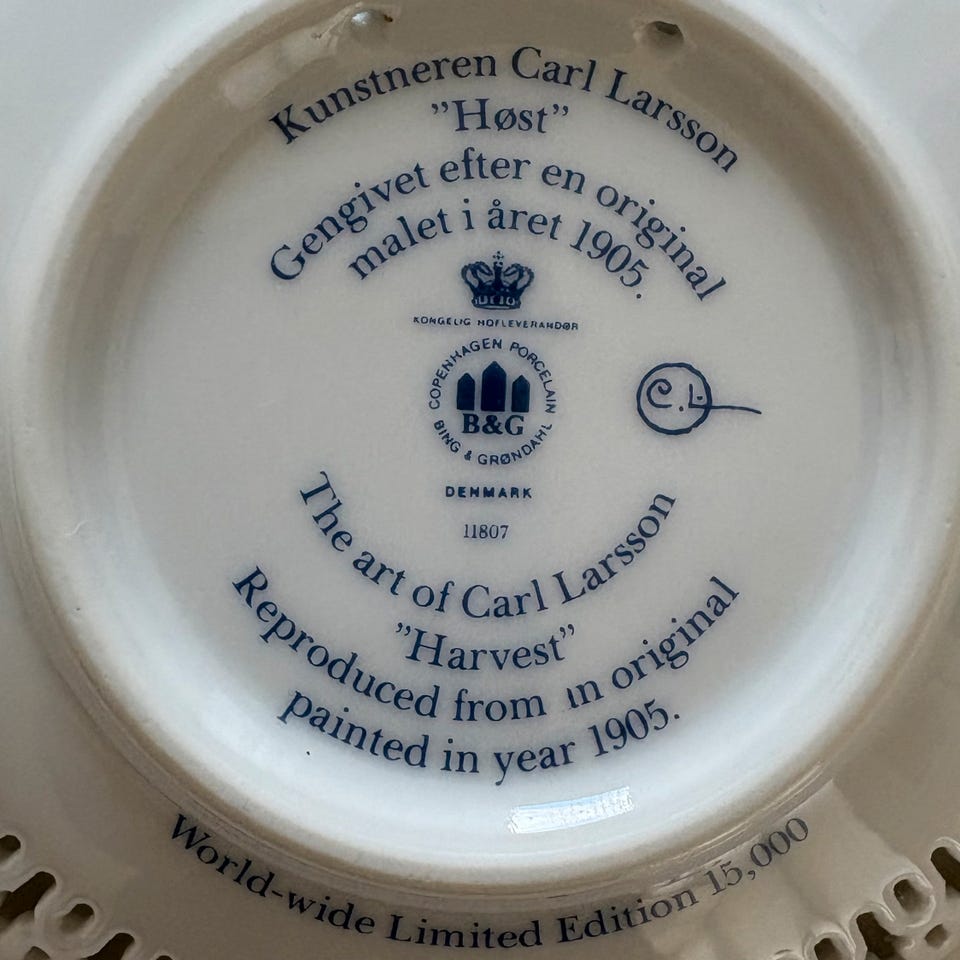 Kunstneren Carl Larsson
”Høst”
Gengivet efter en original
malet i året 1905.
KONGELIG HOFLEVERANDØR
COPENHAGEN PORCELAIN
BING & GRØNDAHL
B&G
C.L
DENMARK
11807
The art of Carl Larsson
”Harvest”
Reproduced from in original
painted in year 1905.
World-wide Limited Edition 15,000